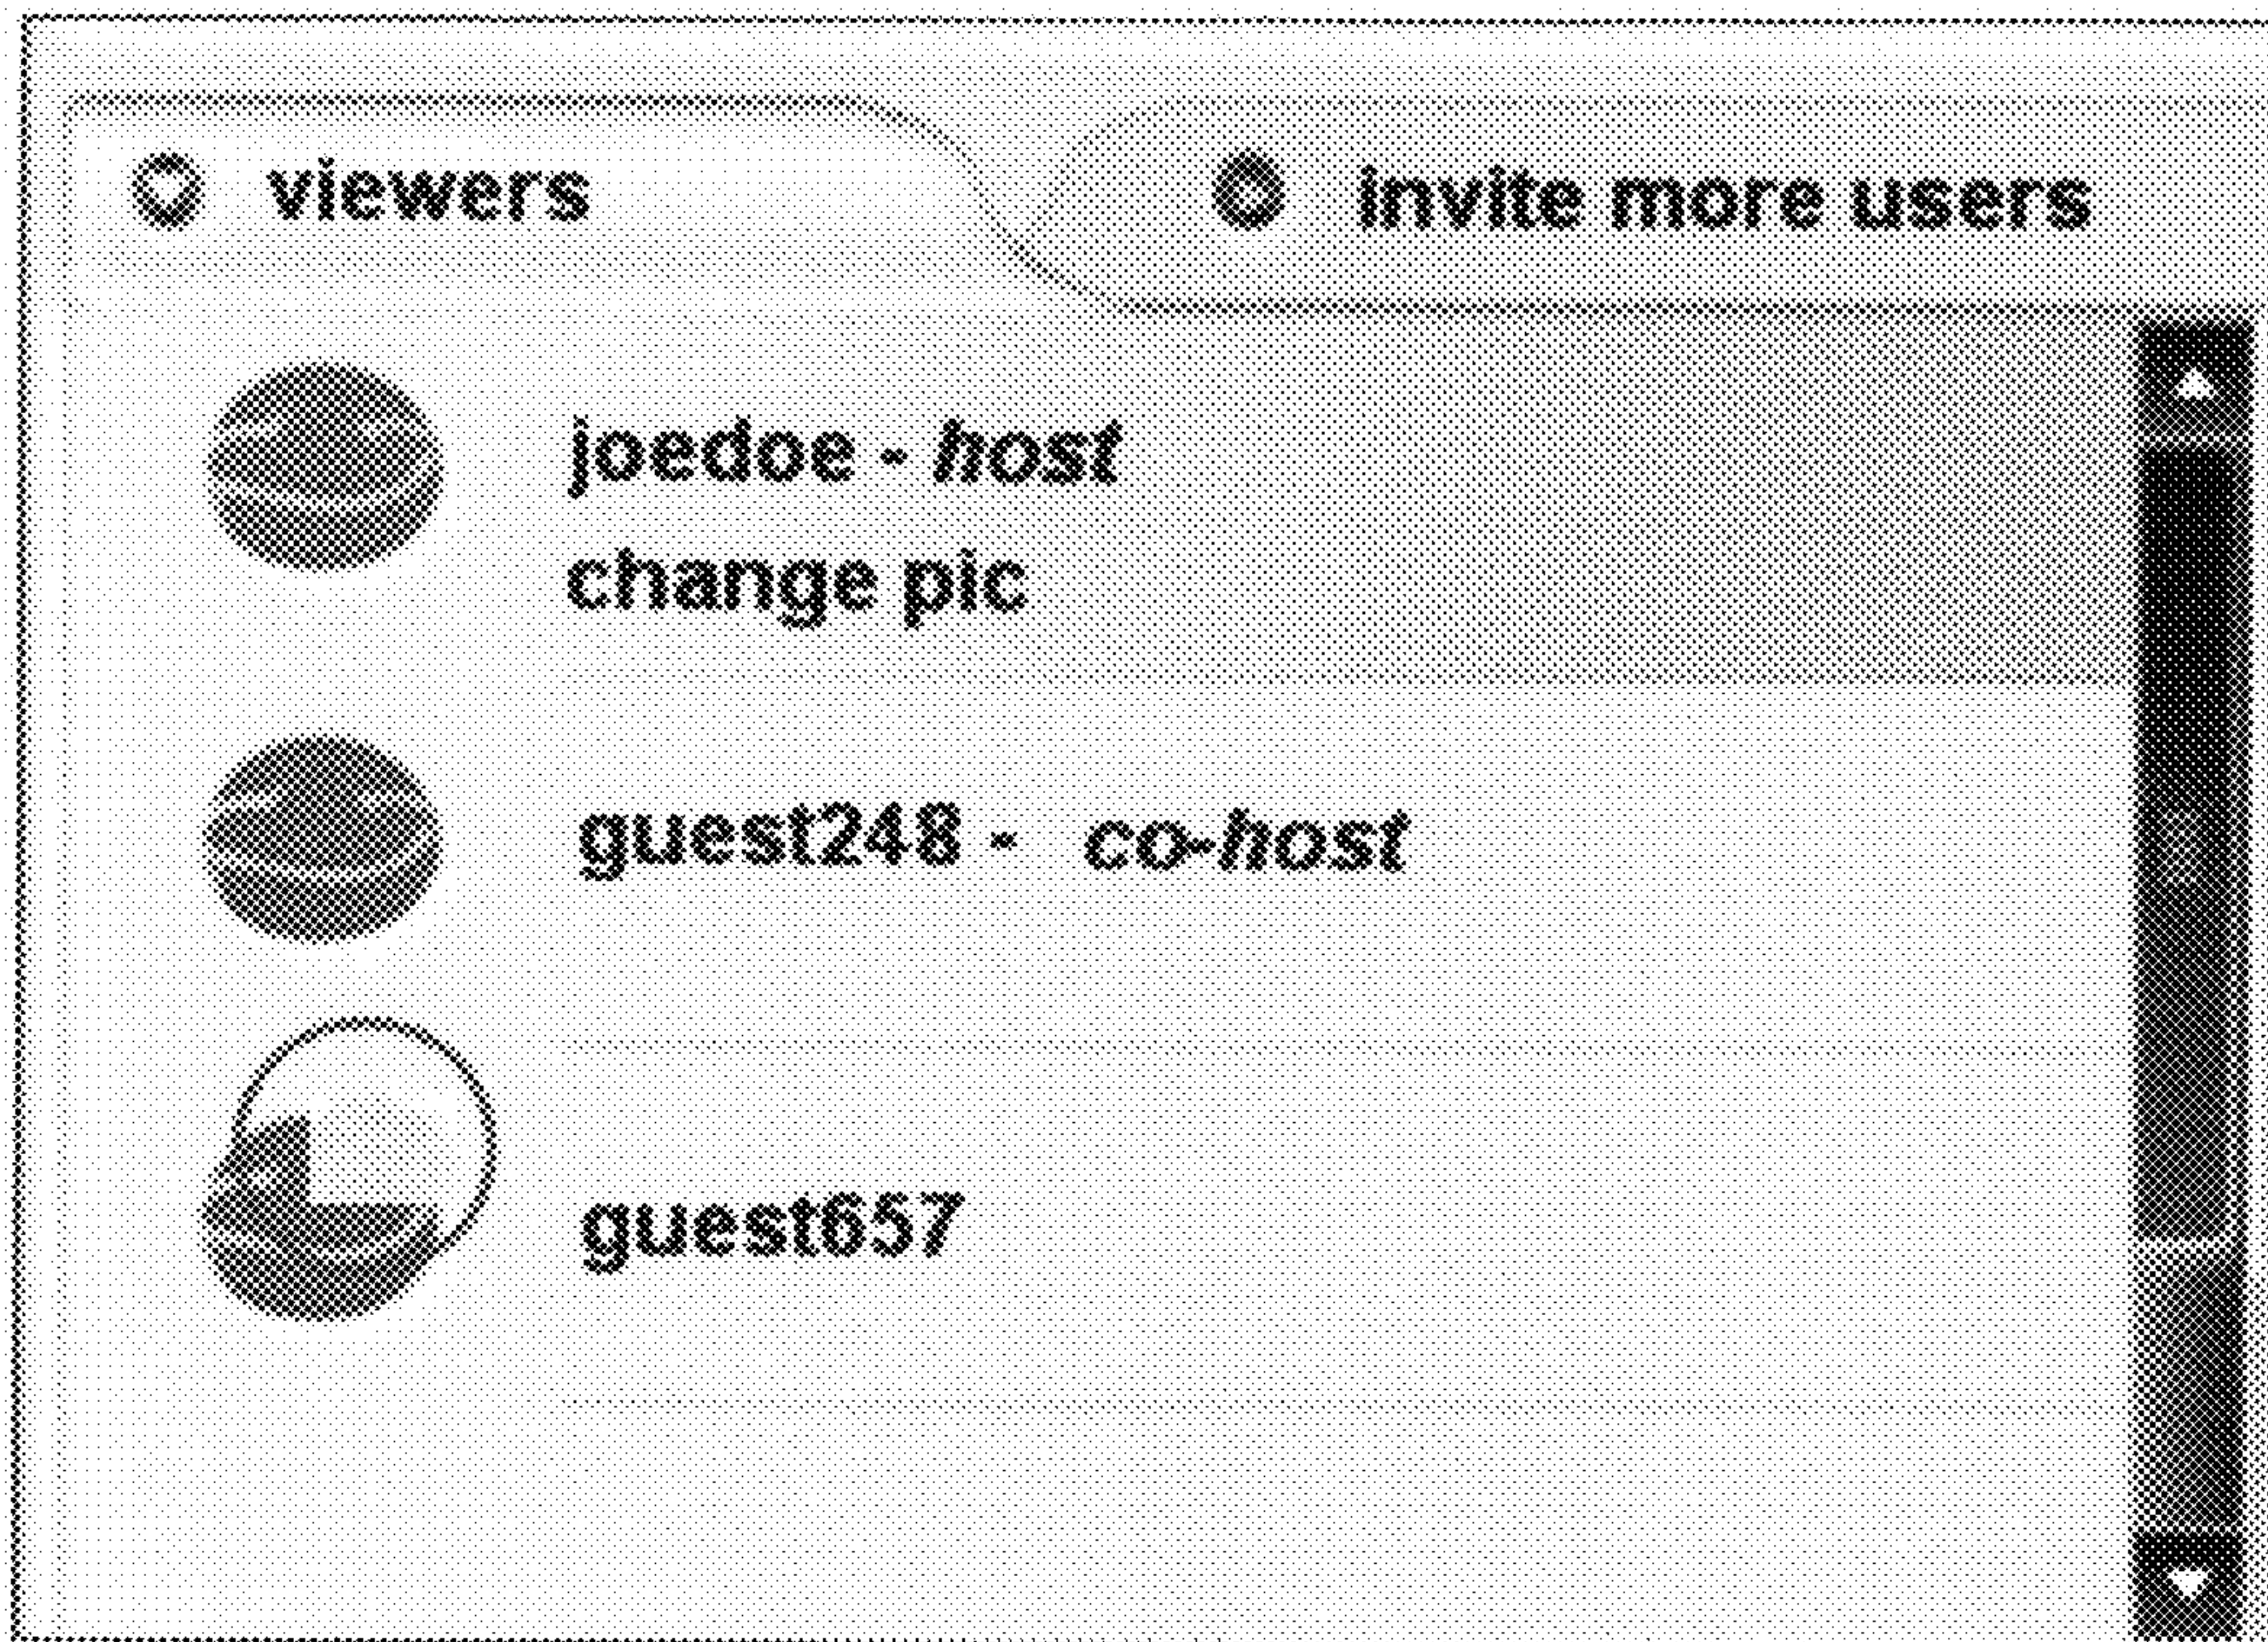 viewers
invite more users
joedoe - host
change pic
guest248 - co-host
guest657